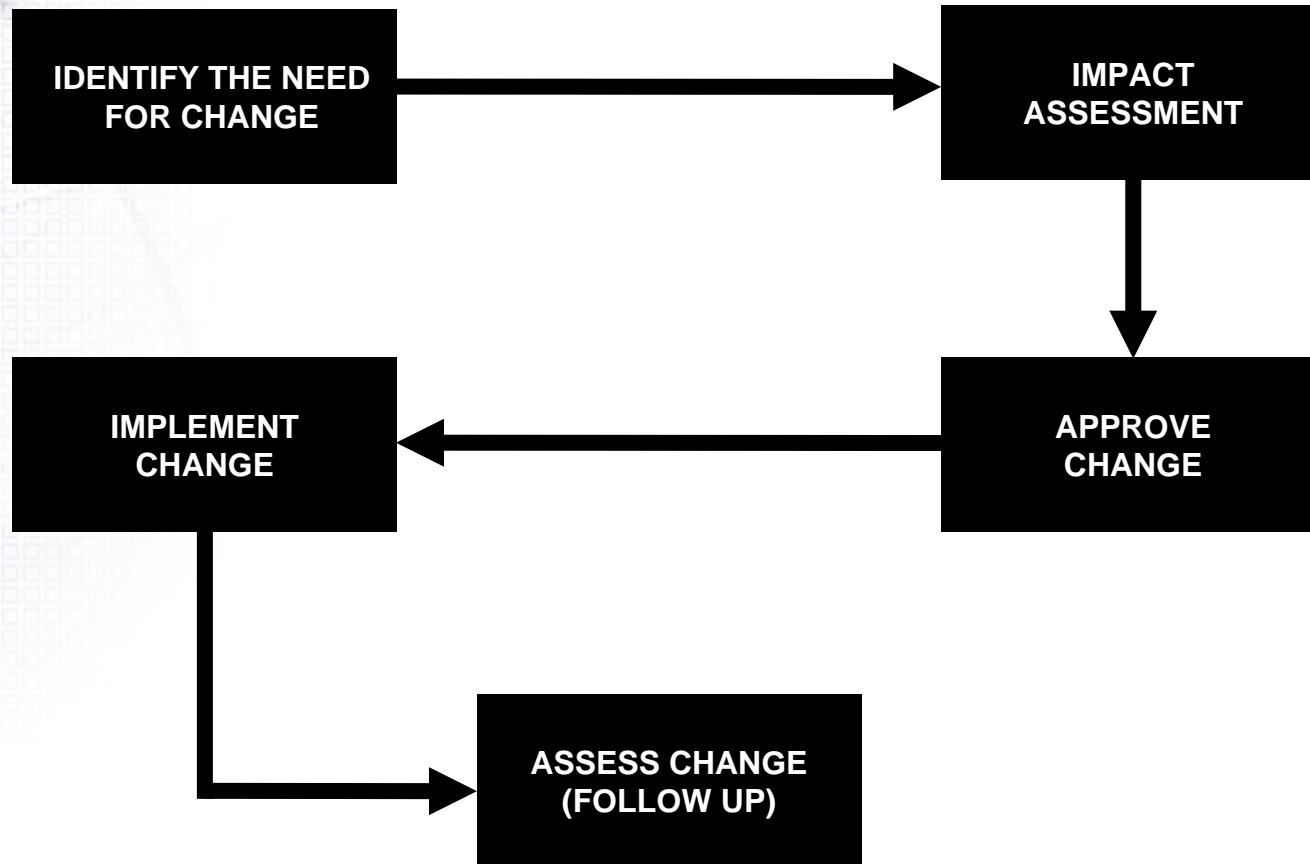 IDENTIFY THE NEED
FOR CHANGE
IMPACT
ASSESSMENT
APPROVE
CHANGE
IMPLEMENT
CHANGE
ASSESS CHANGE
(FOLLOW UP)